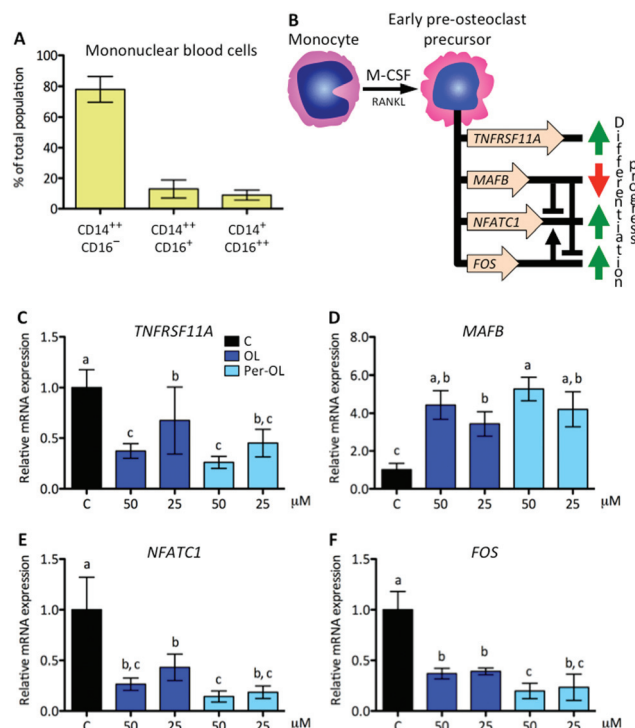 A
Mononuclear blood cells
% of total population
100
80
60
40
20
0
CD14++
CD16−
CD14++
CD16+
CD14+
CD16++
B
Monocyte
Early pre-osteoclast
precursor
M-CSF
RANKL
TNFRSF11A
MAFB
NFATC1
FOS
Differentiation
progress
C
TNFRSF11A
Relative mRNA expression
1.5
1.0
0.5
0.0
a
c
b
c
b, c
C
OL
Per-OL
C
50
25
50
25
µM
D
MAFB
Relative mRNA expression
8.0
6.0
4.0
2.0
0.0
c
a, b
b
a
a, b
C
50
25
50
25
E
NFATC1
Relative mRNA expression
1.5
1.0
0.5
0.0
a
b, c
b
c
b, c
C
50
25
50
25
µM
F
FOS
Relative mRNA expression
1.5
1.0
0.5
0.0
a
b
b
c
b, c
C
50
25
50
25